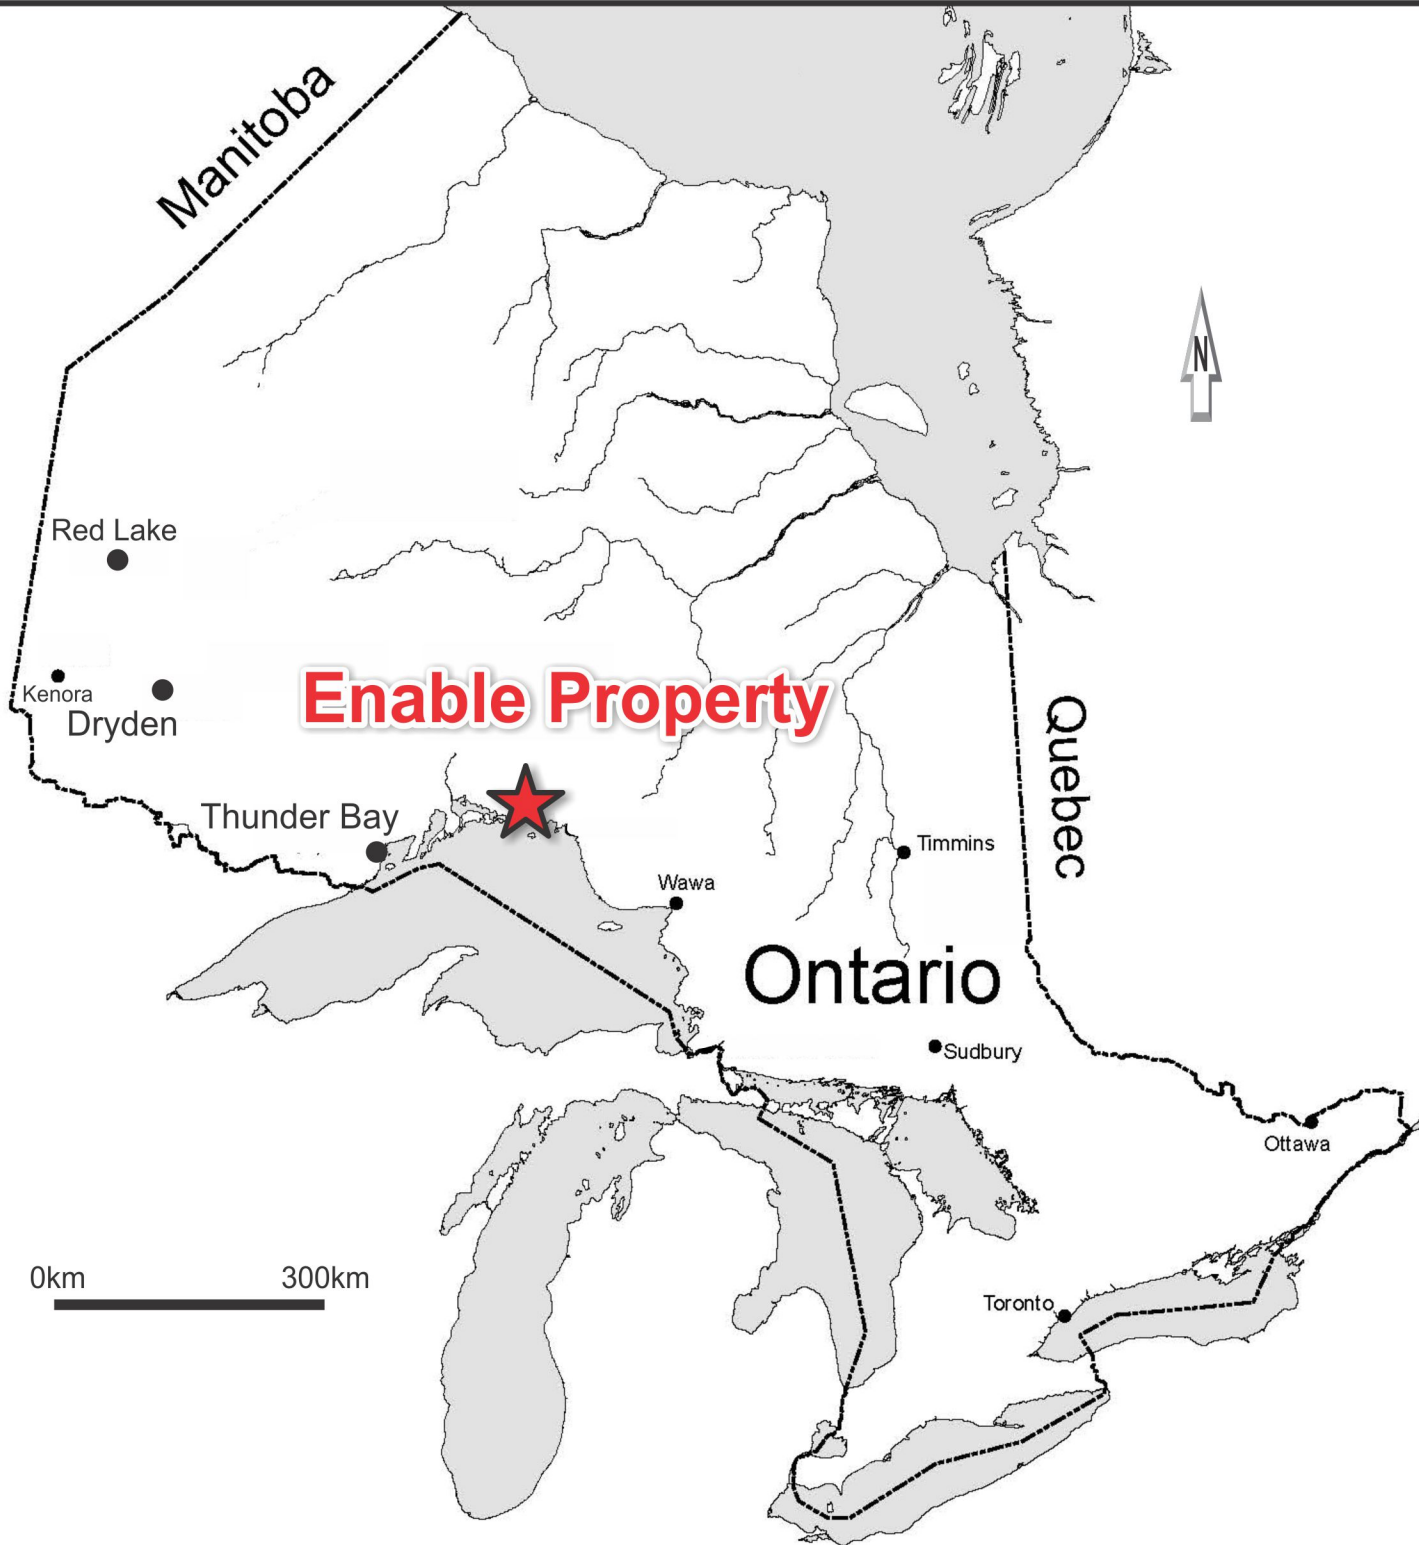 Manitoba
N
Red Lake
Kenora
Dryden
Enable Property
Quebec
Thunder Bay
Timmins
Wawa
Ontario
Sudbury
Ottawa
0km 300km
Toronto